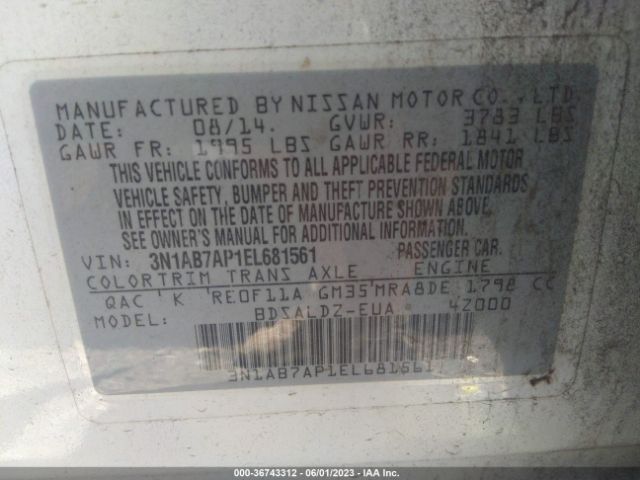 MANUFACTURED BY NISSAN MOTOR CO., LTD.
DATE: 08/14. GVWR: 3783 LBS
GAWR FR: 1995 LBS GAWR RR: 1841 LBS
THIS VEHICLE CONFORMS TO ALL APPLICABLE FEDERAL MOTOR
VEHICLE SAFETY, BUMPER AND THEFT PREVENTION STANDARDS
IN EFFECT ON THE DATE OF MANUFACTURE SHOWN ABOVE.
SEE OWNER'S MANUAL FOR ADDITIONAL INFORMATION.
VIN: 3N1AB7AP1EL681561 PASSENGER CAR.
COLOR TRIM TRANS AXLE ENGINE
QAC K RE0F11A GM35 MRA8DE 1798 CC
MODEL BDSALDZ-EUA 42000
3N1AB7AP1EL681561
000-36743312 / 06/01/2023 - IAA Inc.